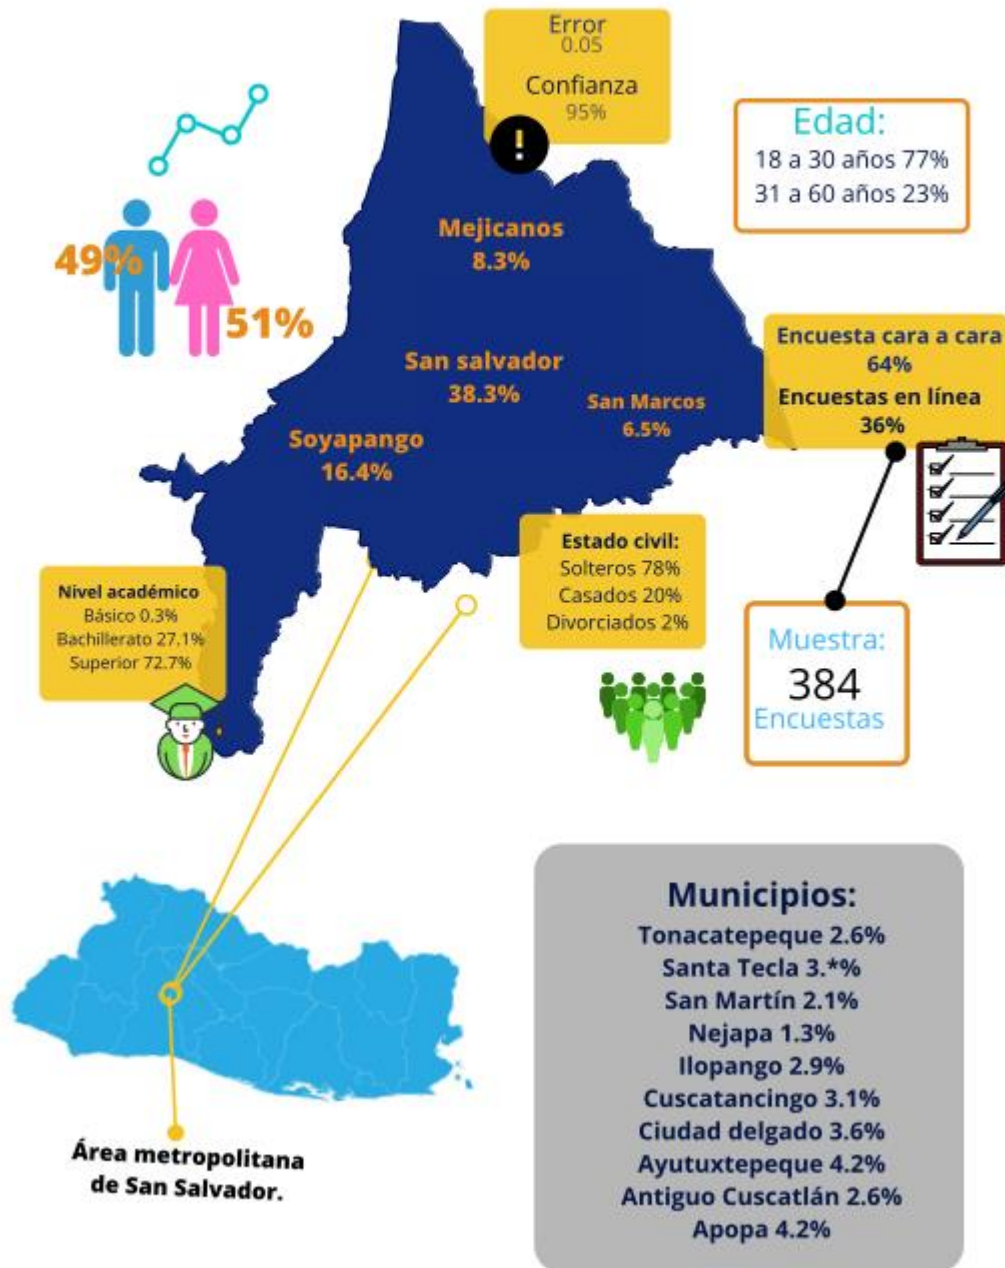 Error
0.05
Confianza
95%
!
Edad:
18 a 30 años 77%
31 a 60 años 23%
49%
51%
Mejicanos
8.3%
San salvador
38.3%
San Marcos
6.5%
Soyapango
16.4%
Encuesta cara a cara
64%
Encuestas en línea
36%
Estado civil:
Solteros 78%
Casados 20%
Divorciados 2%
Nivel académico
Básico 0.3%
Bachillerato 27.1%
Superior 72.7%
Muestra:
384
Encuestas
Área metropolitana
de San Salvador.
Municipios:
Tonacatepeque 2.6%
Santa Tecla 3.*%
San Martín 2.1%
Nejapa 1.3%
Ilopango 2.9%
Cuscatancingo 3.1%
Ciudad delgado 3.6%
Ayutuxtepeque 4.2%
Antiguo Cuscatlán 2.6%
Apopa 4.2%